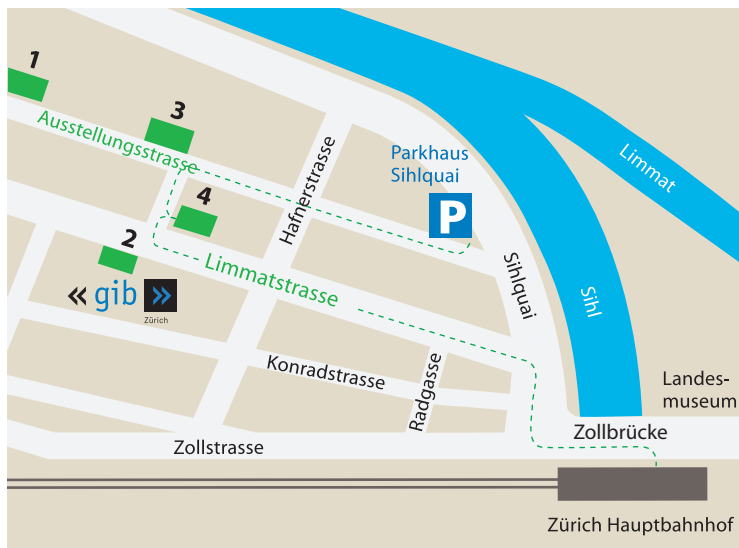 1
3
Ausstellungsstrasse
Parkhaus
Sihlquai
P
Limmat
Hafnerstrasse
4
2
Limmatstrasse
Sihlquai
Sihl
« gib »
Zürich
Konradstrasse
Radgasse
Landes-
museum
Zollstrasse
Zollbrücke
Zürich Hauptbahnhof